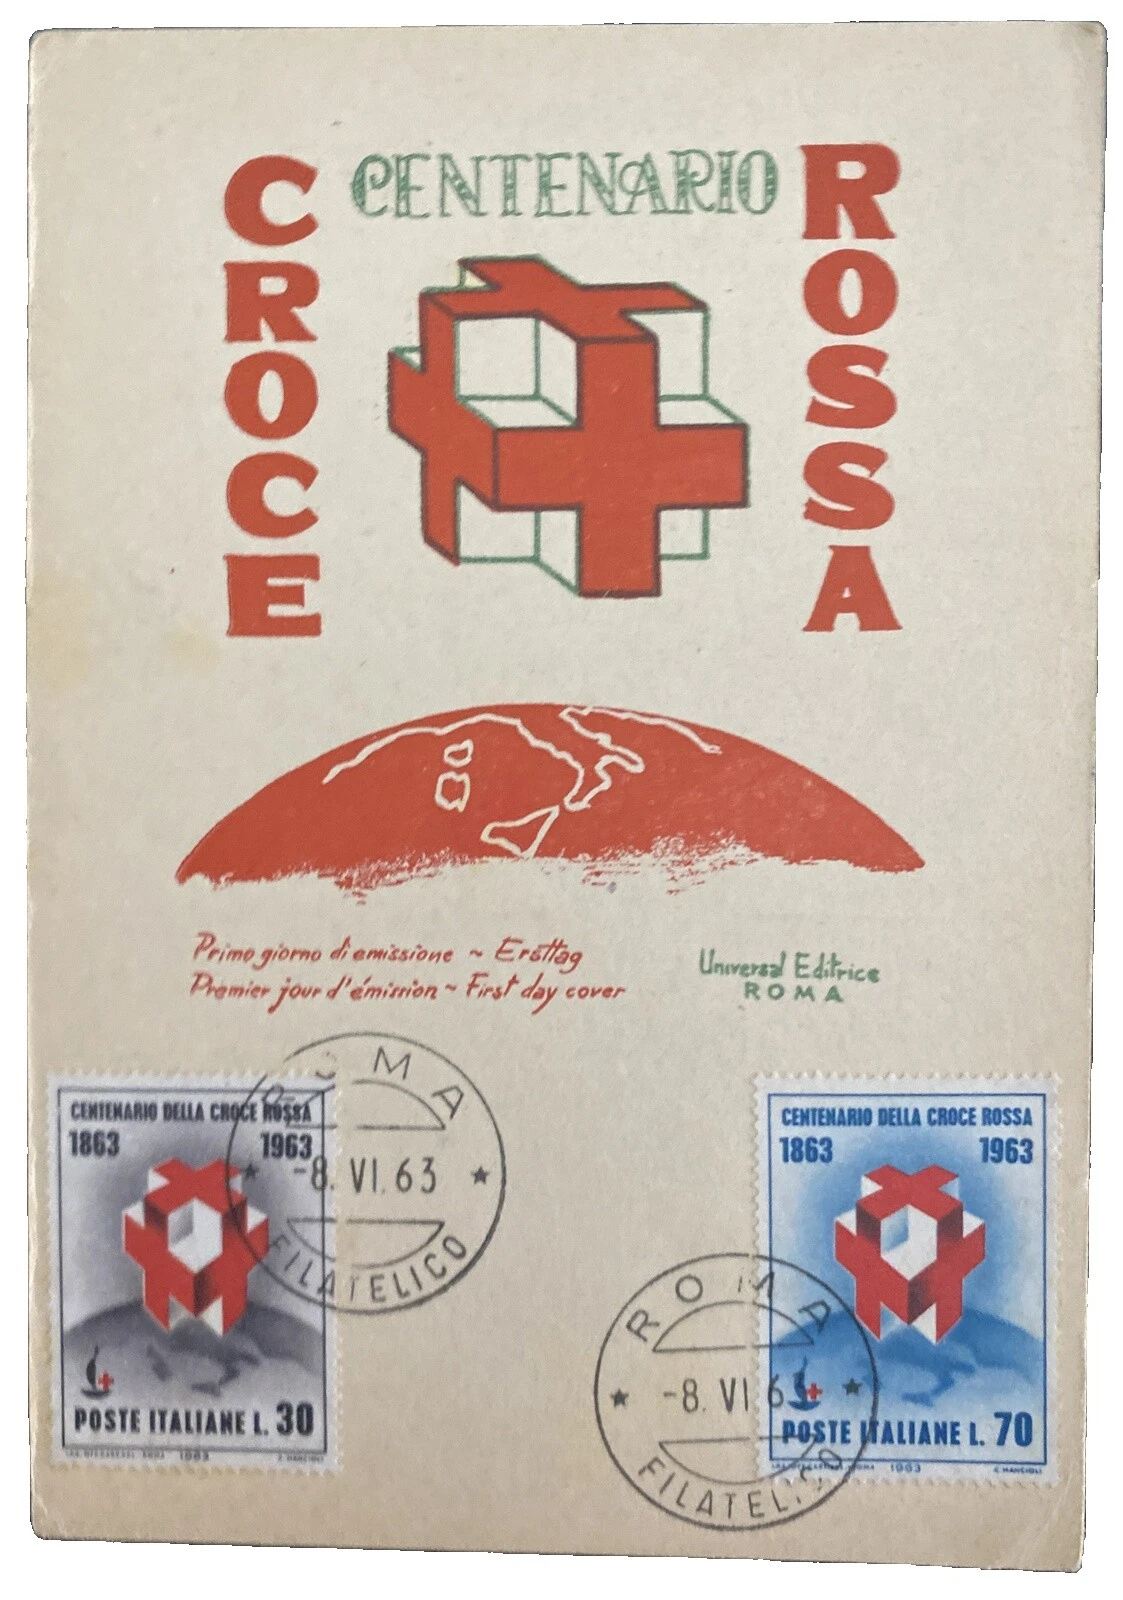 CENTENARIO
CROCE
ROSSA
Primo giorno di emissione ~ Ersttag
Premier jour d'émission ~ First day cover
Universal Editrice
ROMA
CENTENARIO DELLA CROCE ROSSA
1863 1963
POSTE ITALIANE L. 30
1963
ROMA
-8. VI. 63
FILATELICO
CENTENARIO DELLA CROCE ROSSA
1863 1963
POSTE ITALIANE L. 70
1963
C. MANCIOLI
ROMA
-8. VI. 63
FILATELICO